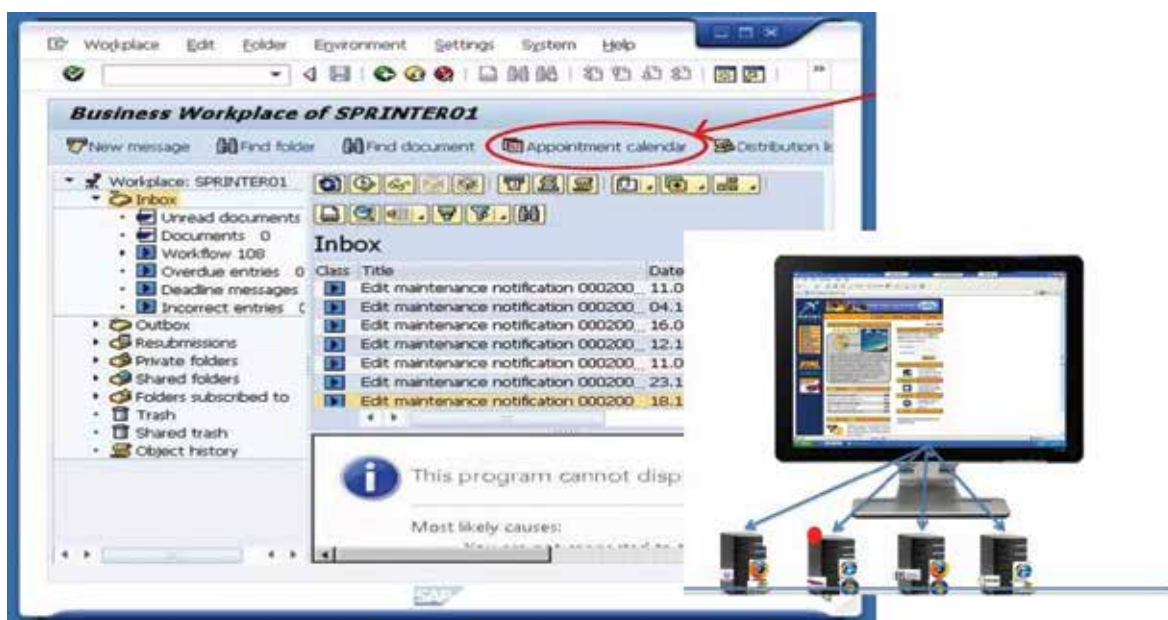 Workplace Edit Folder Environment Settings System Help
Business Workplace of SPRINTER01
New message Find folder Find document Appointment calendar Distribution
Workplace: SPRINTER01
Inbox
Unread documents
Documents 0
Workflow 108
Overdue entries 0
Deadline messages
Incorrect entries
Outbox
Resubmissions
Private folders
Shared folders
Folders subscribed to
Trash
Shared trash
Object history
Inbox
Class Title Date
Edit maintenance notification 000200... 11.0
Edit maintenance notification 000200... 04.1
Edit maintenance notification 000200... 16.0
Edit maintenance notification 000200... 12.1
Edit maintenance notification 000200... 11.0
Edit maintenance notification 000200... 23.1
Edit maintenance notification 000200... 18.1
This program cannot disp
Most likely causes:
SAP